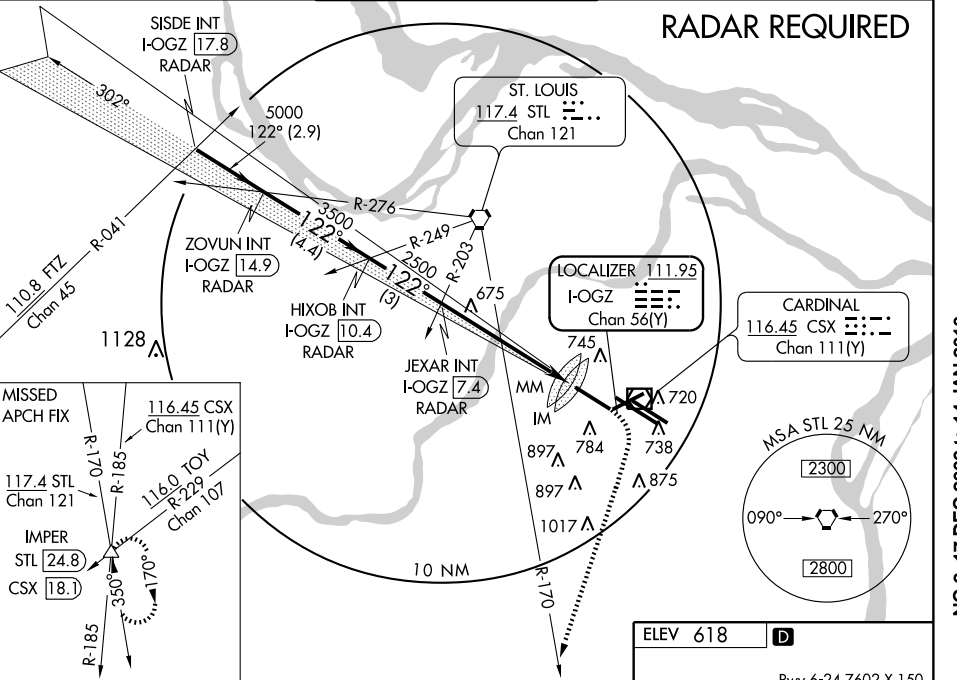 RADAR REQUIRED
SISDE INT
I-OGZ 17.8
RADAR
302°
5000
122° (2.9)
ST. LOUIS
117.4 STL
Chan 121
R-276
R-041
3500
122°
(4.4)
R-249
R-203
2500
122°
(3)
110.8 FTZ
Chan 45
ZOVUN INT
I-OGZ 14.9
RADAR
HIXOB INT
I-OGZ 10.4
RADAR
JEXAR INT
I-OGZ 7.4
RADAR
675
LOCALIZER 111.95
I-OGZ
Chan 56(Y)
CARDINAL
116.45 CSX
Chan 111(Y)
1128
745
MM
IM
720
738
784
897
897
875
1017
10 NM
R-170
MISSED
APCH FIX
116.45 CSX
Chan 111(Y)
R-170
R-185
117.4 STL
Chan 121
116.0 TOY
R-229
Chan 107
IMPER
STL 24.8
CSX 18.1
350°
170°
R-185
MSA STL 25 NM
2300
090°
270°
2800
ELEV 618
D
Rwy 6-24 7602 X 150